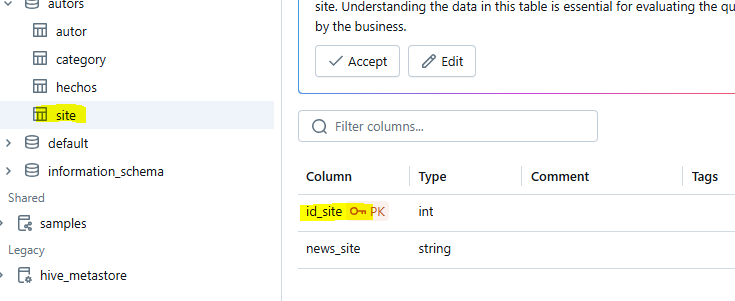 autors
autor
category
hechos
site
default
information_schema
Shared
samples
Legacy
hive_metastore
site. Understanding the data in this table is essential for evaluating the qu
by the business.
Accept
Edit
Filter columns...
Column Type Comment Tags
id_site PK int
news_site string